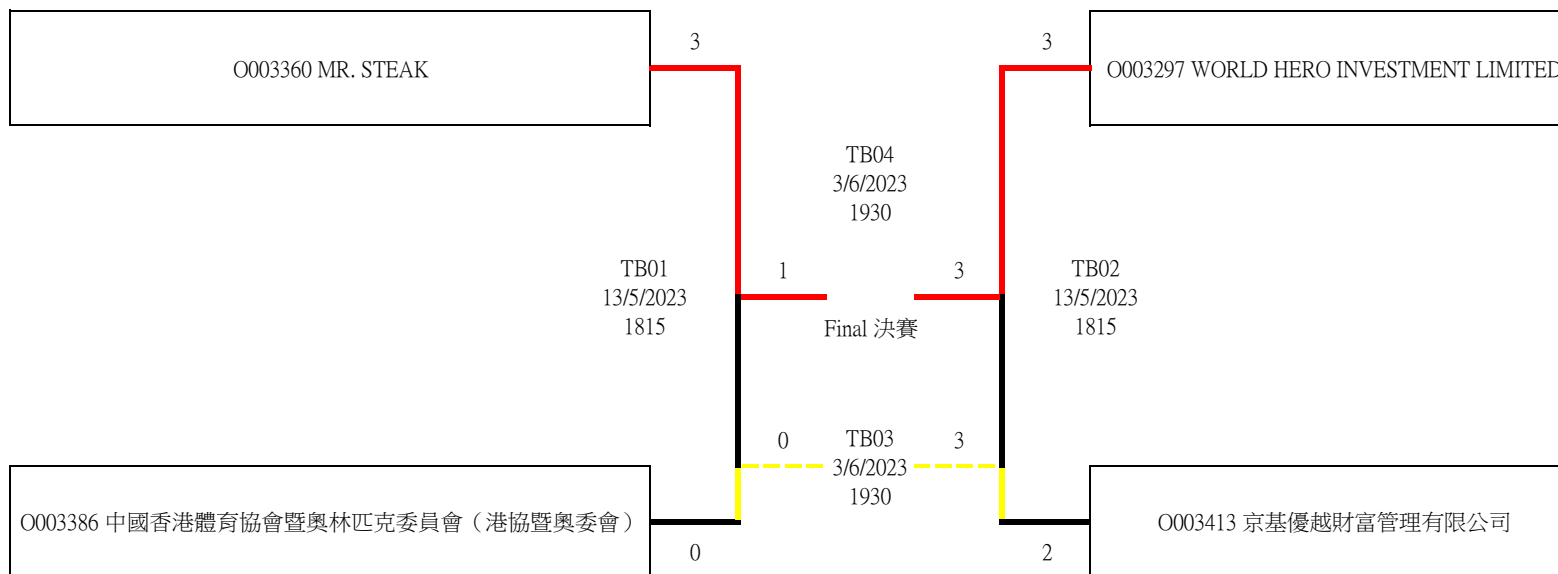 3
3
O003360 MR. STEAK
O003297 WORLD HERO INVESTMENT LIMITED
TB04
3/6/2023
1930
TB01
13/5/2023
1815
1
3
TB02
13/5/2023
1815
Final 決賽
0
TB03
3/6/2023
1930
3
O003386 中國香港體育協會暨奧林匹克委員會（港協暨奧委會）
O003413 京基優越財富管理有限公司
0
2